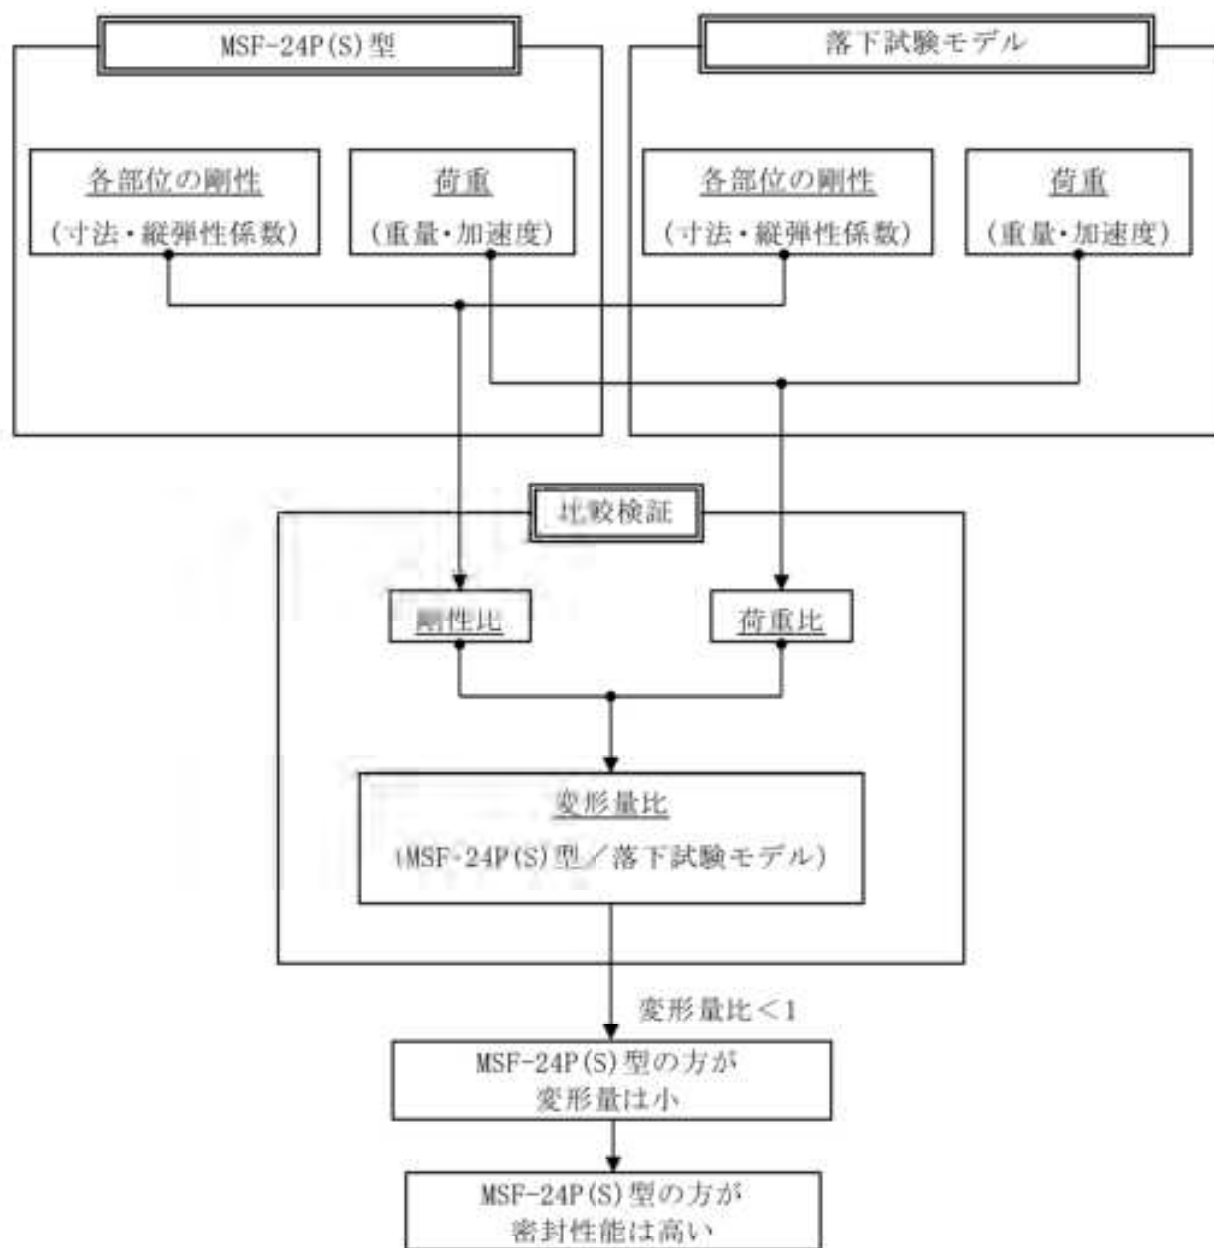 MSF-24P(S)型
落下試験モデル
各部位の剛性
(寸法・縦弾性係数)
荷重
(重量・加速度)
各部位の剛性
(寸法・縦弾性係数)
荷重
(重量・加速度)
比較検証
剛性比
荷重比
変形量比
(MSF-24P(S)型／落下試験モデル)
変形量比＜1
MSF-24P(S)型の方が
変形量は小
MSF-24P(S)型の方が
密封性能は高い